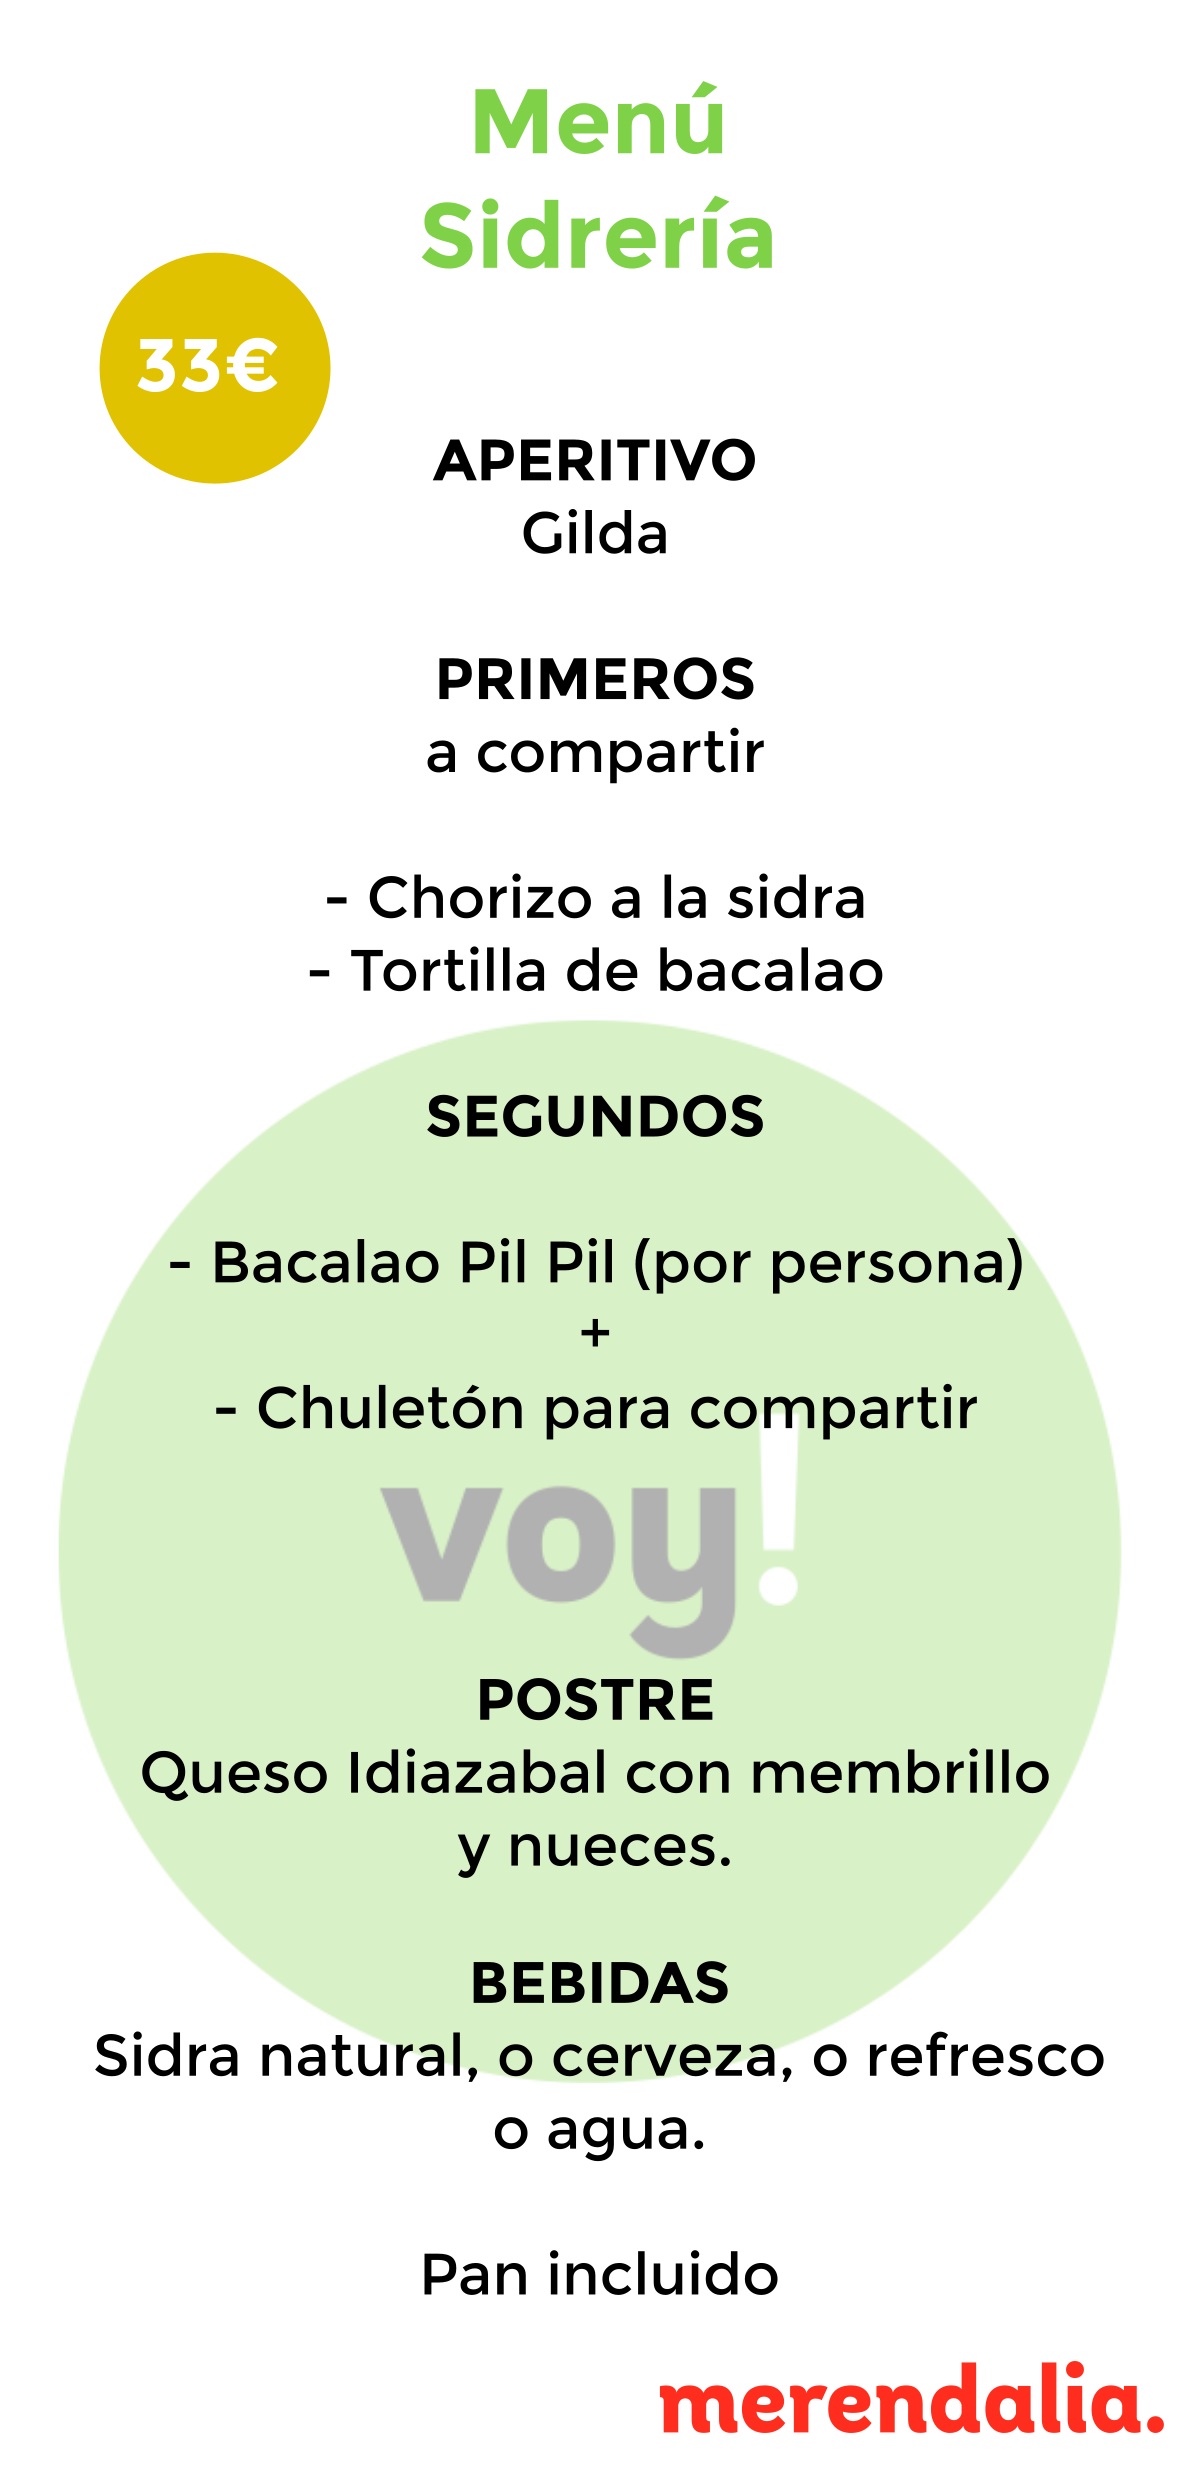 Menú
Sidrería
33€
APERITIVO
Gilda
PRIMEROS
a compartir
- Chorizo a la sidra
- Tortilla de bacalao
SEGUNDOS
- Bacalao Pil Pil (por persona)
+
- Chuletón para compartir
voy!
POSTRE
Queso Idiazabal con membrillo
y nueces.
BEBIDAS
Sidra natural, o cerveza, o refresco
o agua.
Pan incluido
merendalia.